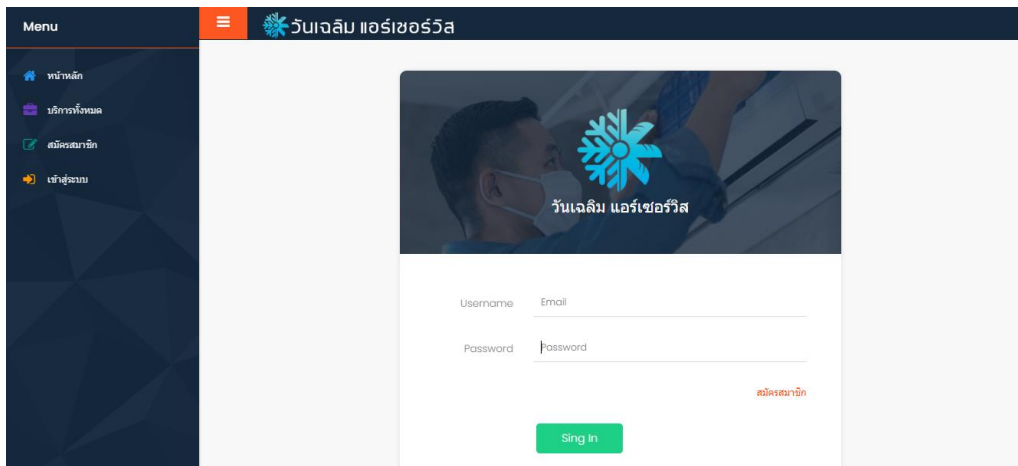 Menu
วันเฉลิม แอร์เซอร์วิส
หน้าหลัก
บริการทั้งหมด
สมัครสมาชิก
เข้าสู่ระบบ
วันเฉลิม แอร์เซอร์วิส
Username
Email
Password
Password
สมัครสมาชิก
Sing In